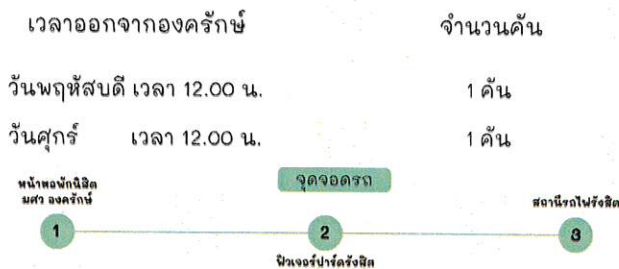 เวลาออกจากองครักษ์ จำนวนคัน
วันพฤหัสบดี เวลา 12.00 น. 1 คัน
วันศุกร์ เวลา 12.00 น. 1 คัน
จุดจอดรถ
หน้าหอพักนิสิต
มศว องครักษ์
สถานีรถไฟรังสิต
1 2 3
ฟิวเจอร์ปาร์ครังสิต